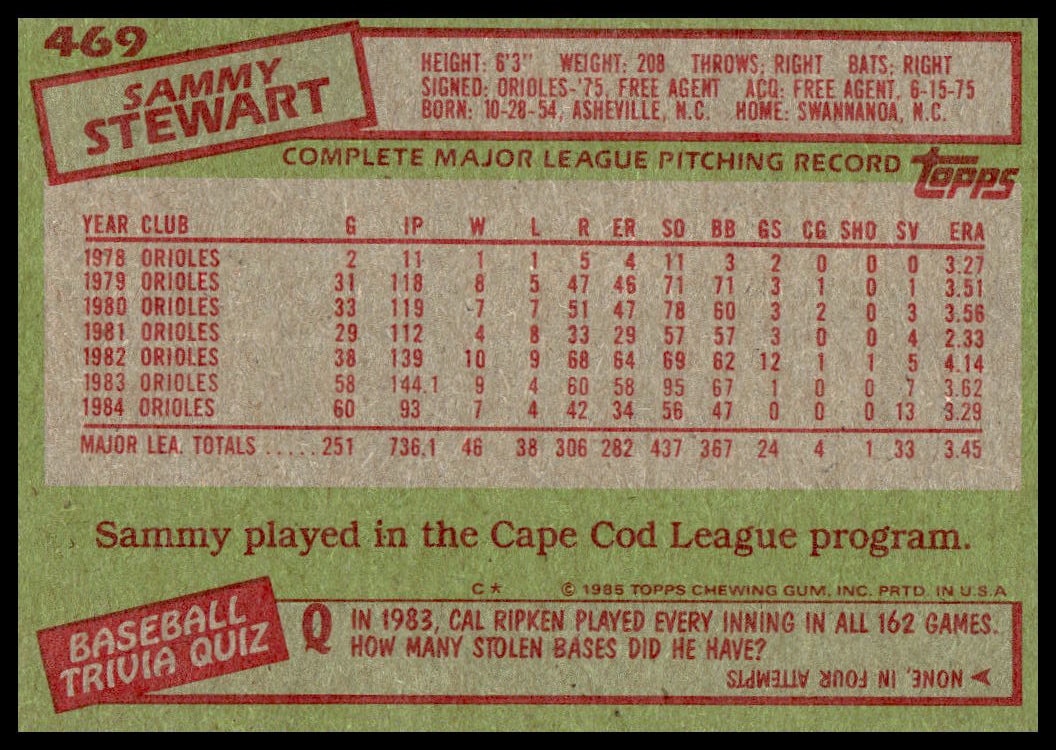 469
SAMMY
STEWART
HEIGHT: 6'3" WEIGHT: 208 THROWS: RIGHT BATS: RIGHT
SIGNED: ORIOLES-'75, FREE AGENT ACQ: FREE AGENT, 6-15-75
BORN: 10-28-54, ASHEVILLE, N.C. HOME: SWANNANOA, N.C.
COMPLETE MAJOR LEAGUE PITCHING RECORD
TOPPS
YEAR CLUB G IP W L R ER SO BB GS CG SHO SV ERA
1978 ORIOLES 2 11 1 1 5 4 11 3 2 0 0 0 3.27
1979 ORIOLES 31 118 8 5 47 46 71 71 3 1 0 1 3.51
1980 ORIOLES 33 119 7 7 51 47 78 60 3 2 0 3 3.56
1981 ORIOLES 29 112 4 8 33 29 57 57 3 0 0 4 2.33
1982 ORIOLES 38 139 10 9 68 64 69 62 12 1 1 5 4.14
1983 ORIOLES 58 144.1 9 4 60 58 95 67 1 0 0 7 3.62
1984 ORIOLES 60 93 7 4 42 34 56 47 0 0 0 13 3.29
MAJOR LEA. TOTALS .....251 736.1 46 38 306 282 437 367 24 4 1 33 3.45
Sammy played in the Cape Cod League program.
C* © 1985 TOPPS CHEWING GUM, INC. PRTD. IN U.S.A
BASEBALL
TRIVIA QUIZ
Q IN 1983, CAL RIPKEN PLAYED EVERY INNING IN ALL 162 GAMES.
HOW MANY STOLEN BASES DID HE HAVE?
NONE, IN FOUR ATTEMPTS